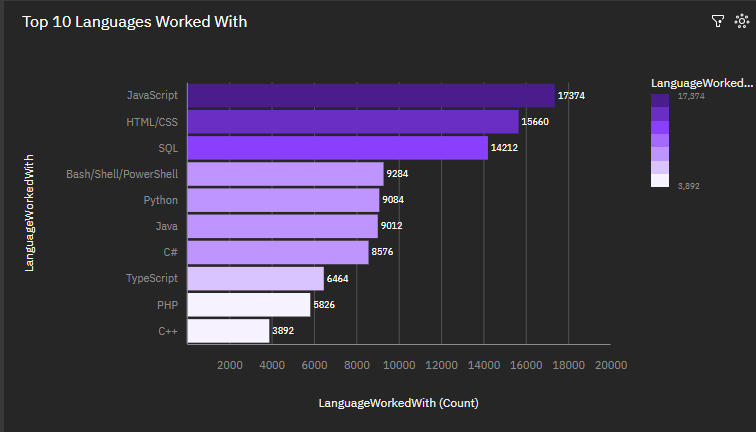 Top 10 Languages Worked With
LanguageWorked...
17,374
3,892
LanguageWorkedWith
JavaScript 17374
HTML/CSS 15660
SQL 14212
Bash/Shell/PowerShell 9284
Python 9084
Java 9012
C# 8576
TypeScript 6464
PHP 5826
C++ 3892
2000 4000 6000 8000 10000 12000 14000 16000 18000 20000
LanguageWorkedWith (Count)